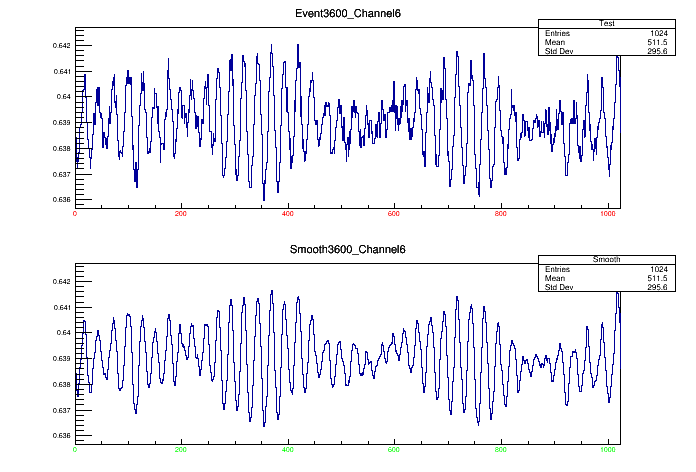 Event3600_Channel6
Test
Entries 1024
Mean 511.5
Std Dev 295.6
0.642
0.641
0.64
0.639
0.638
0.637
0.636
0 200 400 600 800 1000
Smooth3600_Channel6
Smooth
Entries 1024
Mean 511.5
Std Dev 295.6
0.642
0.641
0.64
0.639
0.638
0.637
0.636
0 200 400 600 800 1000